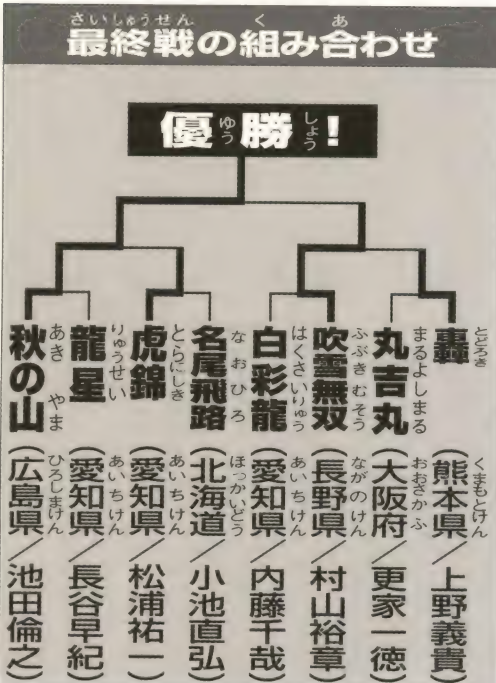 最終戦の組み合わせ
さいしゅうせん く あ
優勝!
ゆうしょう
轟(熊本県/上野義貴)
とどろき くまもとけん
丸吉丸(大阪府/更家一徳)
まるよしまる おおさかふ
吹雪無双(長野県/村山裕章)
ふぶきむそう ながのけん
白彩龍(愛知県/内藤千哉)
はくさいりゅう あいちけん
名尾飛路(北海道/小池直弘)
なおひろ ほっかいどう
虎錦(愛知県/松浦祐一)
とらにしき あいちけん
龍星(愛知県/長谷早紀)
りゅうせい あいちけん
秋の山(広島県/池田倫之)
あき やま ひろしまけん